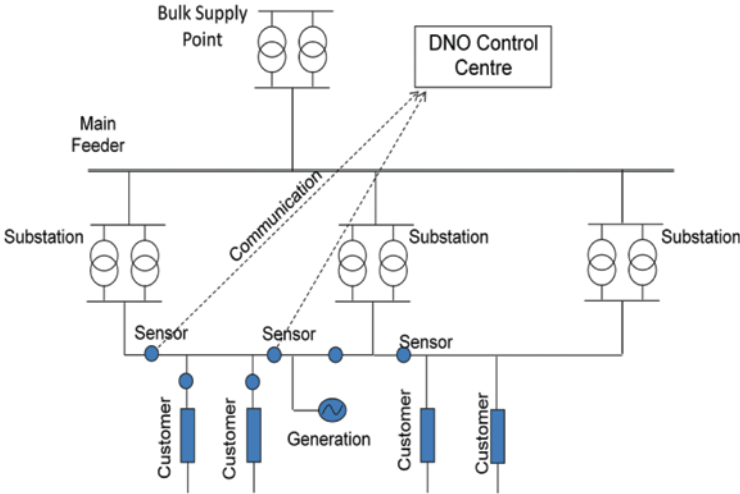 Bulk Supply
Point
DNO Control
Centre
Main
Feeder
Communication
Substation
Substation
Substation
Sensor
Sensor
Sensor
Customer
Customer
Generation
Customer
Customer